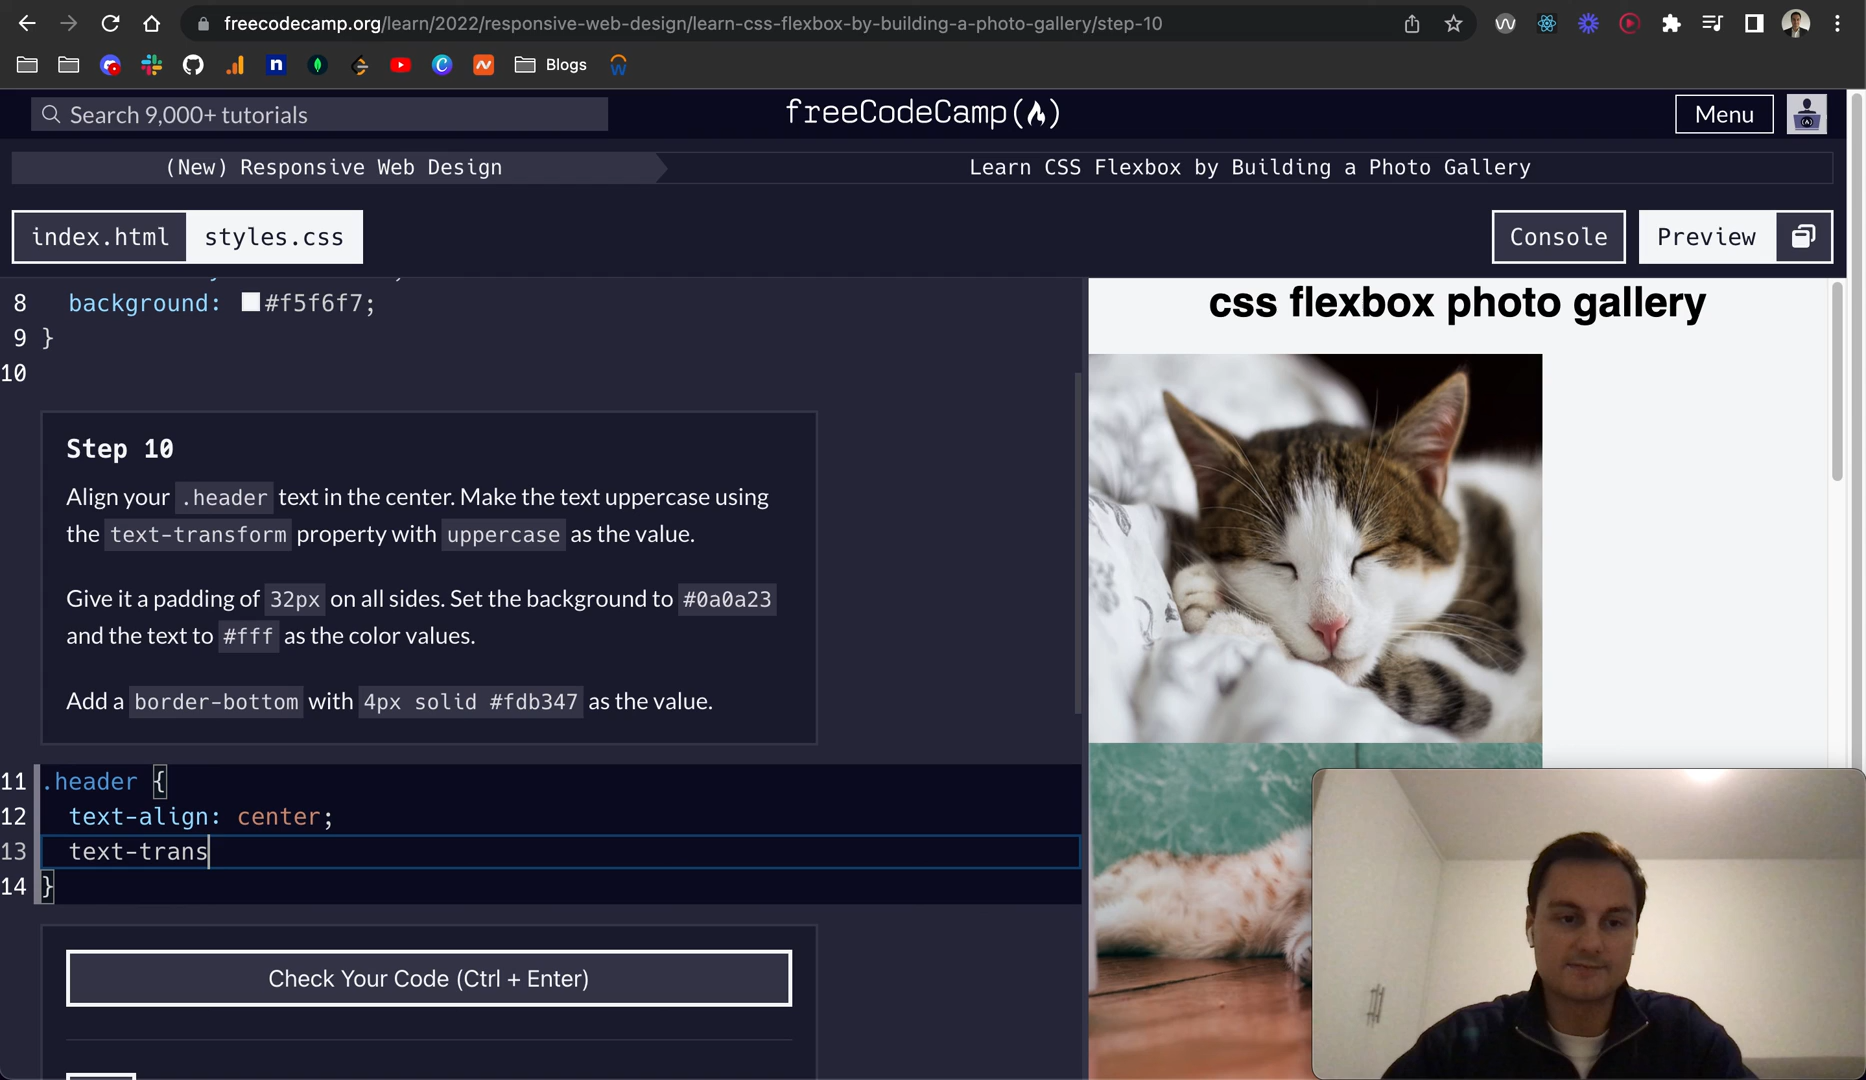 freecodecamp.org/learn/2022/responsive-web-design/learn-css-flexbox-by-building-a-photo-gallery/step-10
Blogs
Search 9,000+ tutorials
freeCodeCamp
Menu
(New) Responsive Web Design
Learn CSS Flexbox by Building a Photo Gallery
index.html
styles.css
Console
Preview
8 background: #f5f6f7;
9 }
10
Step 10
Align your .header text in the center. Make the text uppercase using
the text-transform property with uppercase as the value.
Give it a padding of 32px on all sides. Set the background to #0a0a23
and the text to #fff as the color values.
Add a border-bottom with 4px solid #fdb347 as the value.
11 .header {
12 text-align: center;
13 text-trans
14 }
Check Your Code (Ctrl + Enter)
css flexbox photo gallery